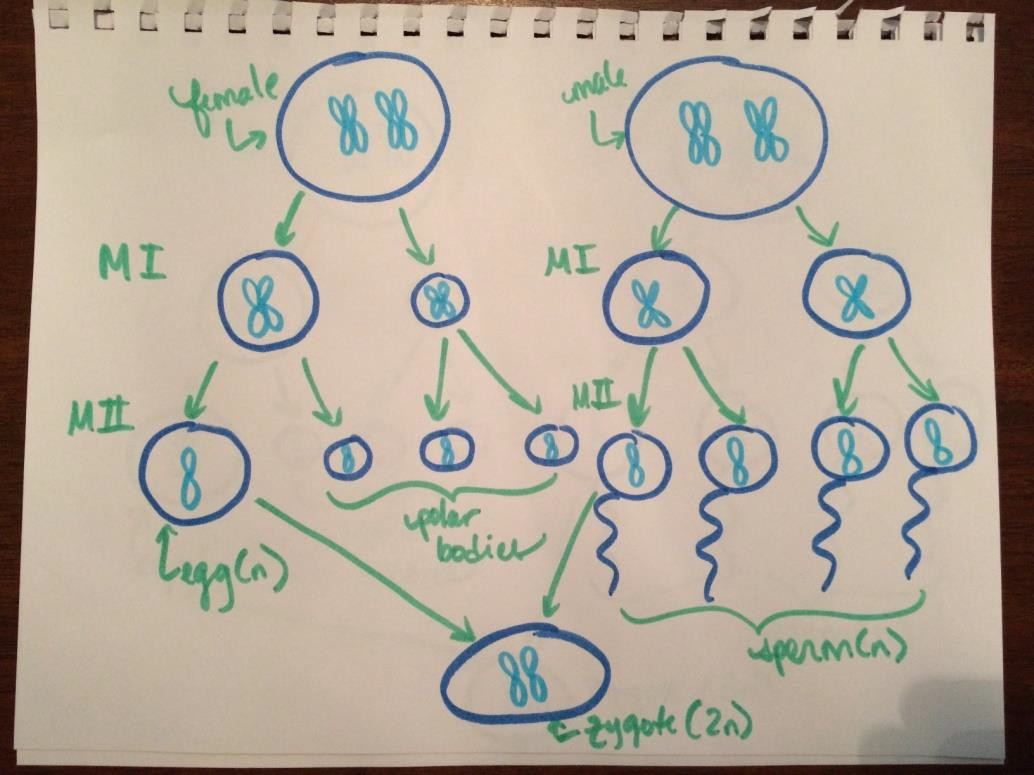 female
male
MI
MI
MII
MII
polar
bodies
egg(n)
sperm(n)
zygote (2n)